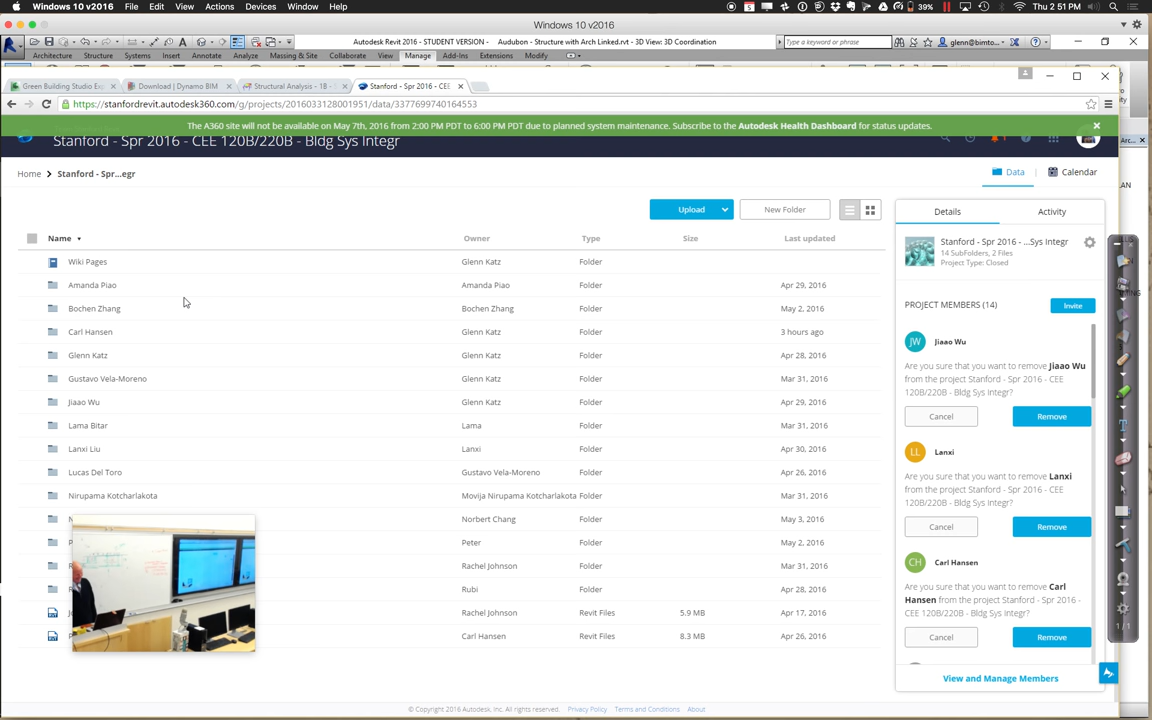 Windows 10 v2016 File Edit View Actions Devices Window Help 39% Thu 2:51 PM
Windows 10 v2016
Autodesk Revit 2016 - STUDENT VERSION - Audubon - Structure with Arch Linked.rvt - 3D View: 3D Coordination Type a keyword or phrase glenn@bimto...
Architecture Structure Systems Insert Annotate Analyze Massing & Site Collaborate View Manage Add-Ins Extensions Modify
Green Building Studio Ex Download | Dynamo BIM Structural Analysis - 1B - S Stanford - Spr 2016 - CEE
https://stanfordrevit.autodesk360.com/g/projects/2016033128001951/data/3377699740164553
The A360 site will not be available on May 7th, 2016 from 2:00 PM PDT to 6:00 PM PDT due to planned system maintenance. Subscribe to the Autodesk Health Dashboard for status updates.
Stanford - Spr 2016 - CEE 120B/220B - Bldg Sys Integr
Home Stanford - Spr...egr Data Calendar
Upload New Folder
Name Owner Type Size Last updated
Wiki Pages Glenn Katz Folder
Amanda Piao Amanda Piao Folder Apr 29, 2016
Bochen Zhang Bochen Zhang Folder May 2, 2016
Carl Hansen Glenn Katz Folder 3 hours ago
Glenn Katz Glenn Katz Folder Apr 28, 2016
Gustavo Vela-Moreno Glenn Katz Folder Mar 31, 2016
Jiaao Wu Glenn Katz Folder Apr 29, 2016
Lama Bitar Lama Folder Mar 31, 2016
Lanxi Liu Lanxi Folder Apr 30, 2016
Lucas Del Toro Gustavo Vela-Moreno Folder Apr 26, 2016
Nirupama Kotcharlakota Movija Nirupama Kotcharlakota Folder Mar 31, 2016
N Norbert Chang Folder May 3, 2016
P Peter Folder May 2, 2016
R Rachel Johnson Folder Mar 31, 2016
R Rubi Folder Apr 28, 2016
Rachel Johnson Revit Files 5.9 MB Apr 17, 2016
Carl Hansen Revit Files 8.3 MB Apr 26, 2016
Details Activity
Stanford - Spr 2016 - ...Sys Integr
14 SubFolders, 2 Files
Project Type: Closed
PROJECT MEMBERS (14) Invite
JW Jiaao Wu
Are you sure that you want to remove Jiaao Wu
from the project Stanford - Spr 2016 - CEE
120B/220B - Bldg Sys Integr?
Cancel Remove
LL Lanxi
Are you sure that you want to remove Lanxi
from the project Stanford - Spr 2016 - CEE
120B/220B - Bldg Sys Integr?
Cancel Remove
CH Carl Hansen
Are you sure that you want to remove Carl
Hansen from the project Stanford - Spr 2016 -
CEE 120B/220B - Bldg Sys Integr?
Cancel Remove
View and Manage Members
1 / 1
© Copyright 2016 Autodesk, Inc. All rights reserved. Privacy Policy Terms and Conditions About